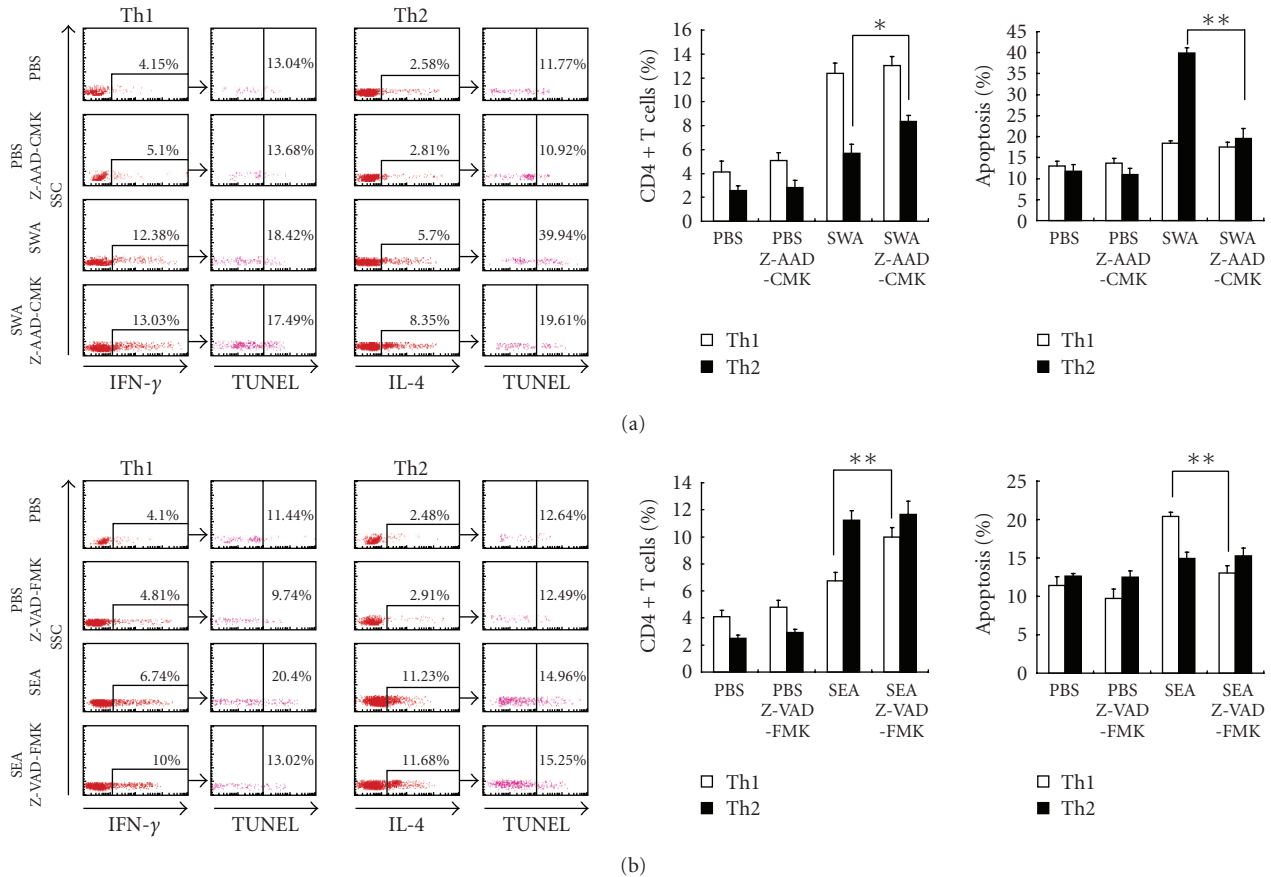 Th1
Th2
SSC
PBS
4.15%
13.04%
2.58%
11.77%
PBS
Z-AAD-CMK
5.1%
13.68%
2.81%
10.92%
SWA
12.38%
18.42%
5.7%
39.94%
SWA
Z-AAD-CMK
13.03%
17.49%
8.35%
19.61%
IFN-γ
TUNEL
IL-4
TUNEL
CD4 + T cells (%)
16
14
12
10
8
6
4
2
0
*
PBS
PBS
Z-AAD
-CMK
SWA
SWA
Z-AAD
-CMK
Th1
Th2
Apoptosis (%)
45
40
35
30
25
20
15
10
5
0
**
PBS
PBS
Z-AAD
-CMK
SWA
SWA
Z-AAD
-CMK
Th1
Th2
(a)
Th1
Th2
SSC
PBS
4.1%
11.44%
2.48%
12.64%
PBS
Z-VAD-FMK
4.81%
9.74%
2.91%
12.49%
SEA
6.74%
20.4%
11.23%
14.96%
SEA
Z-VAD-FMK
10%
13.02%
11.68%
15.25%
IFN-γ
TUNEL
IL-4
TUNEL
CD4 + T cells (%)
14
12
10
8
6
4
2
0
**
PBS
PBS
Z-VAD
-FMK
SEA
SEA
Z-VAD
-FMK
Th1
Th2
Apoptosis (%)
25
20
15
10
5
0
**
PBS
PBS
Z-VAD
-FMK
SEA
SEA
Z-VAD
-FMK
Th1
Th2
(b)